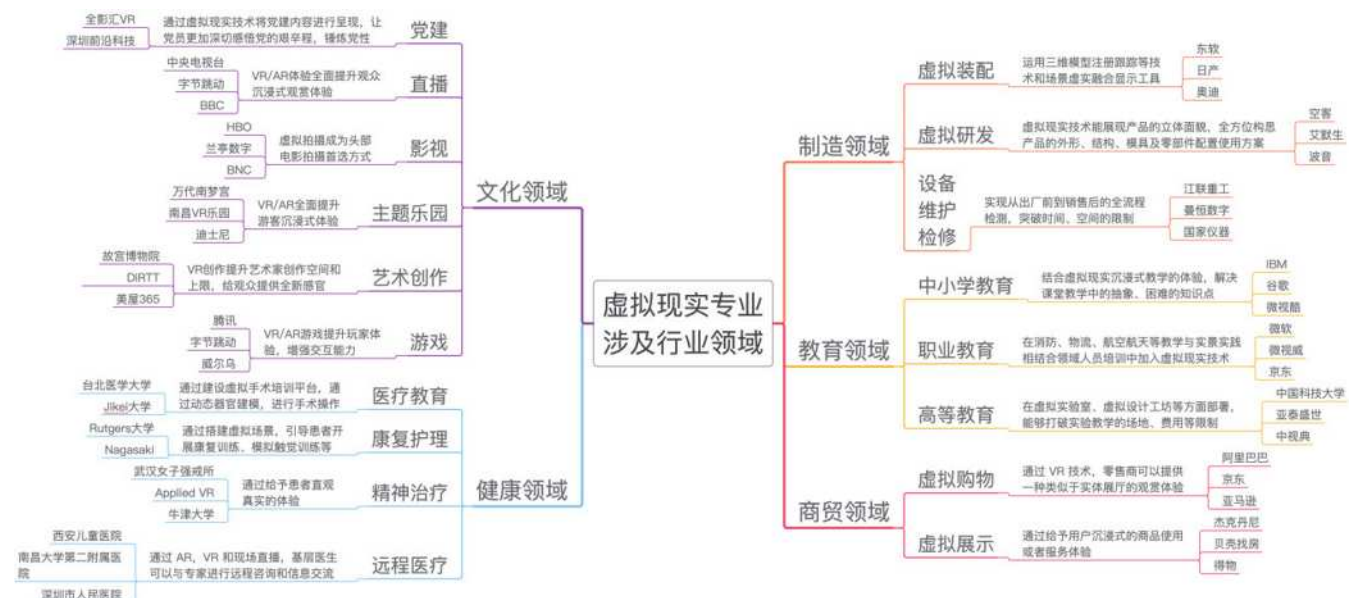 虚拟现实专业
涉及行业领域
文化领域
党建
通过虚拟现实技术将党建内容进行呈现，让
党员更加深切感悟党的艰辛程，锤炼党性
全影汇VR
深圳前沿科技
直播
VR/AR体验全面提升观众
沉浸式观赏体验
中央电视台
字节跳动
BBC
影视
虚拟拍摄成为头部
电影拍摄首选方式
HBO
兰亭数字
BNC
主题乐园
VR/AR全面提升
游客沉浸式体验
万代南梦宫
南昌VR乐园
迪士尼
艺术创作
VR创作提升艺术家创作空间和
上限，给观众提供全新感官
故宫博物院
DIRTT
美屋365
游戏
VR/AR游戏提升玩家体
验，增强交互能力
腾讯
字节跳动
威尔乌
健康领域
医疗教育
通过建设虚拟手术培训平台，通
过动态器官建模，进行手术操作
台北医学大学
Jikei大学
康复护理
通过搭建虚拟场景，引导患者开
展康复训练、模拟触觉训练等
Rutgers大学
Nagasaki
精神治疗
通过给予患者直观
真实的体验
武汉女子强戒所
Applied VR
牛津大学
远程医疗
通过 AR、VR 和现场直播，基层医生
可以与专家进行远程咨询和信息交流
西安儿童医院
南昌大学第二附属医
院
深圳市人民医院
制造领域
虚拟装配
运用三维模型注册跟踪等技
术和场景虚实融合显示工具
东软
日产
奥迪
虚拟研发
虚拟现实技术能展现产品的立体面貌，全方位构思
产品的外形、结构、模具及零部件配置使用方案
空客
艾默生
波音
设备
维护
检修
实现从出厂前到销售后的全流程
检测，突破时间、空间的限制
江联重工
曼恒数字
国家仪器
教育领域
中小学教育
结合虚拟现实沉浸式教学的体验，解决
课堂教学中的抽象、困难的知识点
IBM
谷歌
微视酷
职业教育
在消防、物流、航空航天等教学与实景实践
相结合领域人员培训中加入虚拟现实技术
微软
微视威
京东
高等教育
在虚拟实验室、虚拟设计工坊等方面部署，
能够打破实验教学的场地、费用等限制
中国科技大学
亚泰盛世
中视典
商贸领域
虚拟购物
通过 VR 技术，零售商可以提供
一种类似于实体展厅的观赏体验
阿里巴巴
京东
亚马逊
虚拟展示
通过给予用户沉浸式的商品使用
或者服务体验
杰克丹尼
贝壳找房
得物